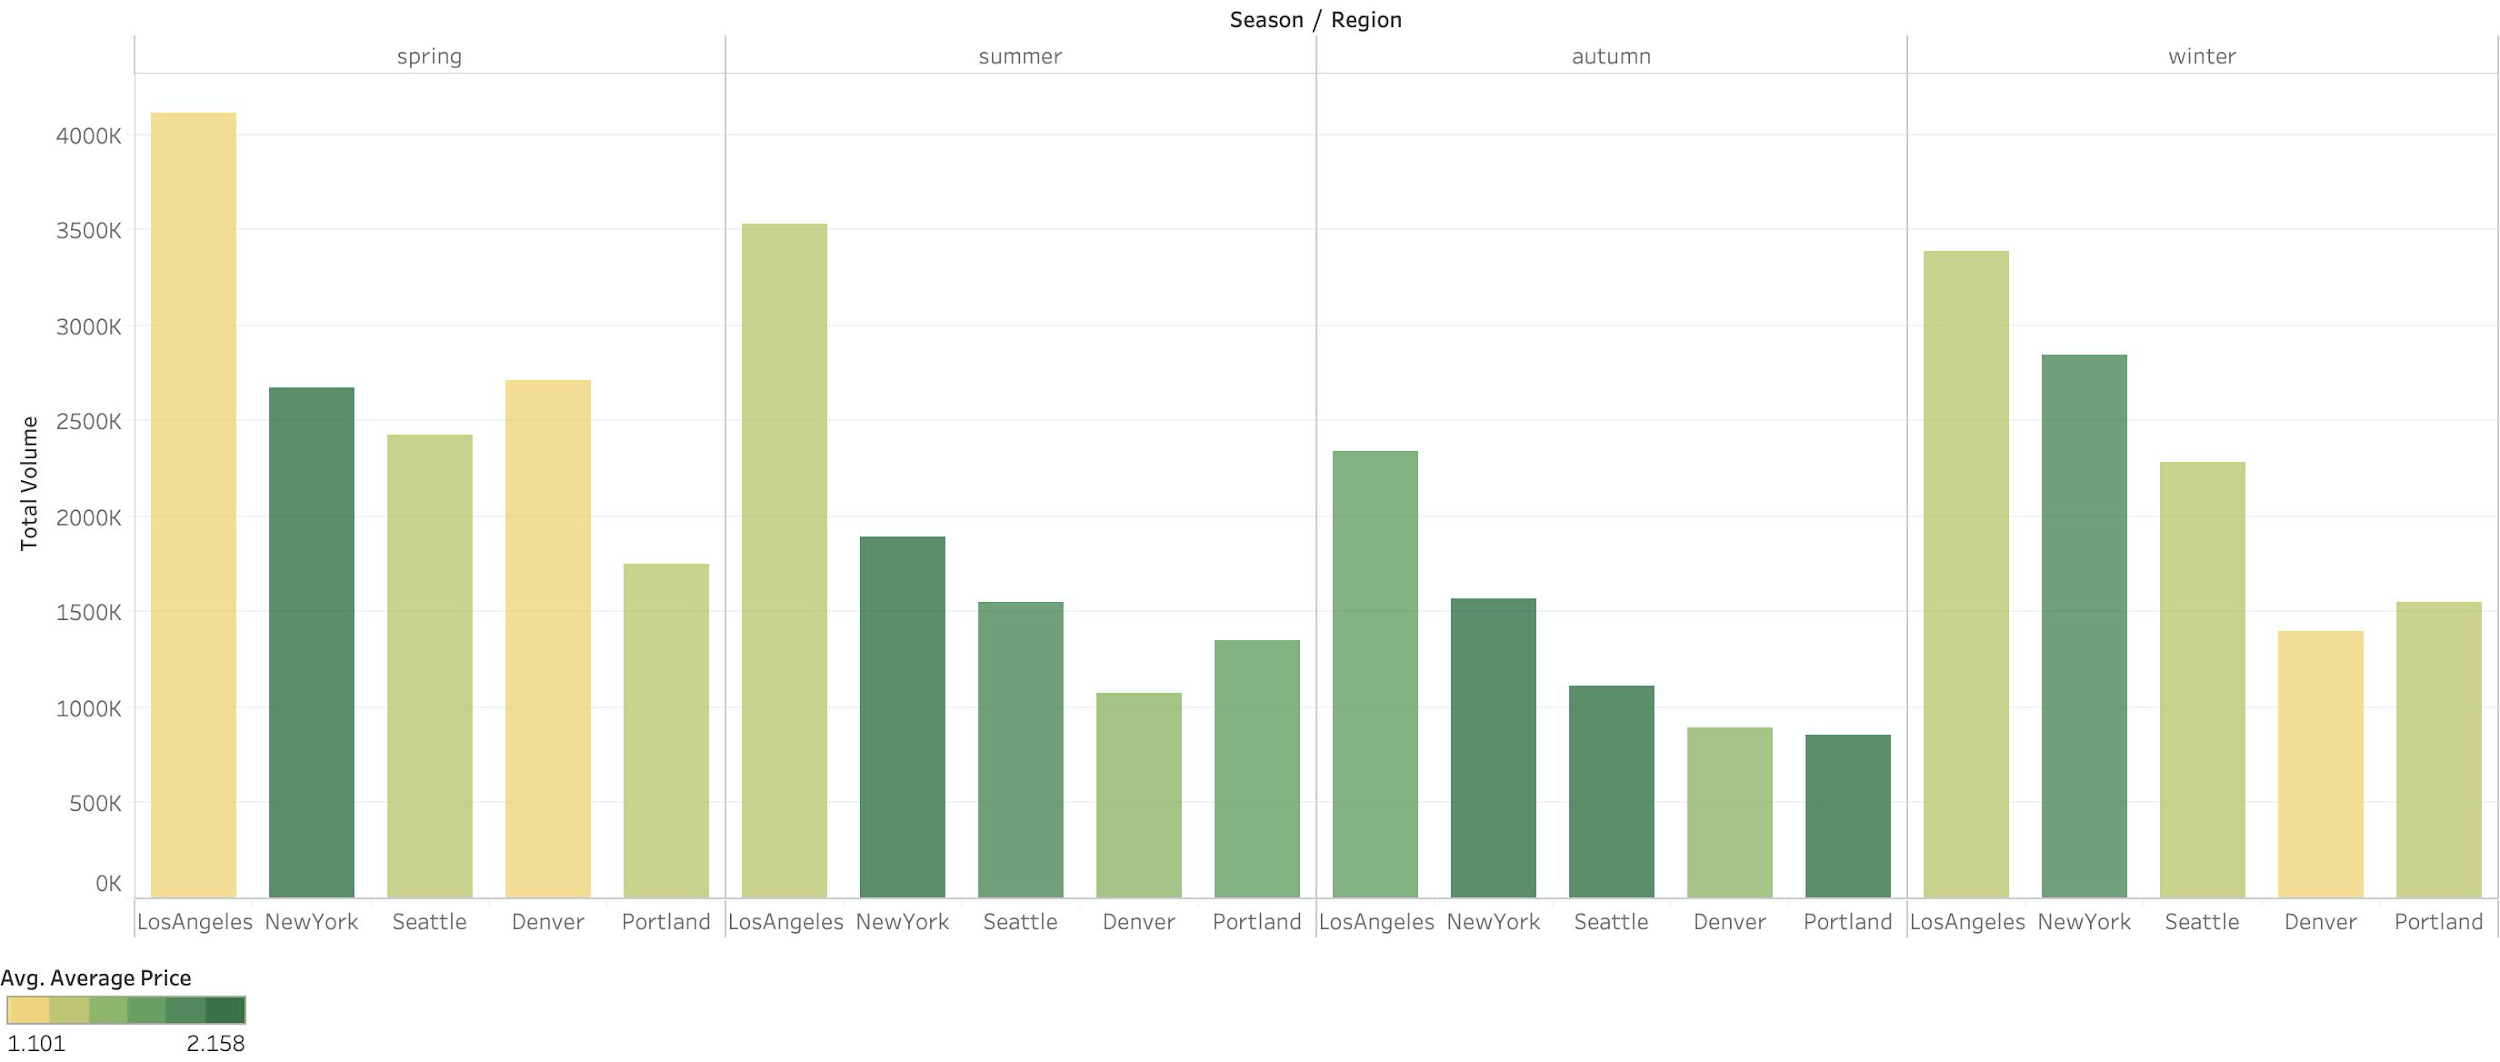 Season / Region
spring summer autumn winter
4000K
3500K
3000K
2500K
2000K
1500K
1000K
500K
0K
Total Volume
LosAngeles NewYork Seattle Denver Portland LosAngeles NewYork Seattle Denver Portland LosAngeles NewYork Seattle Denver Portland LosAngeles NewYork Seattle Denver Portland
Avg. Average Price
1.101 2.158